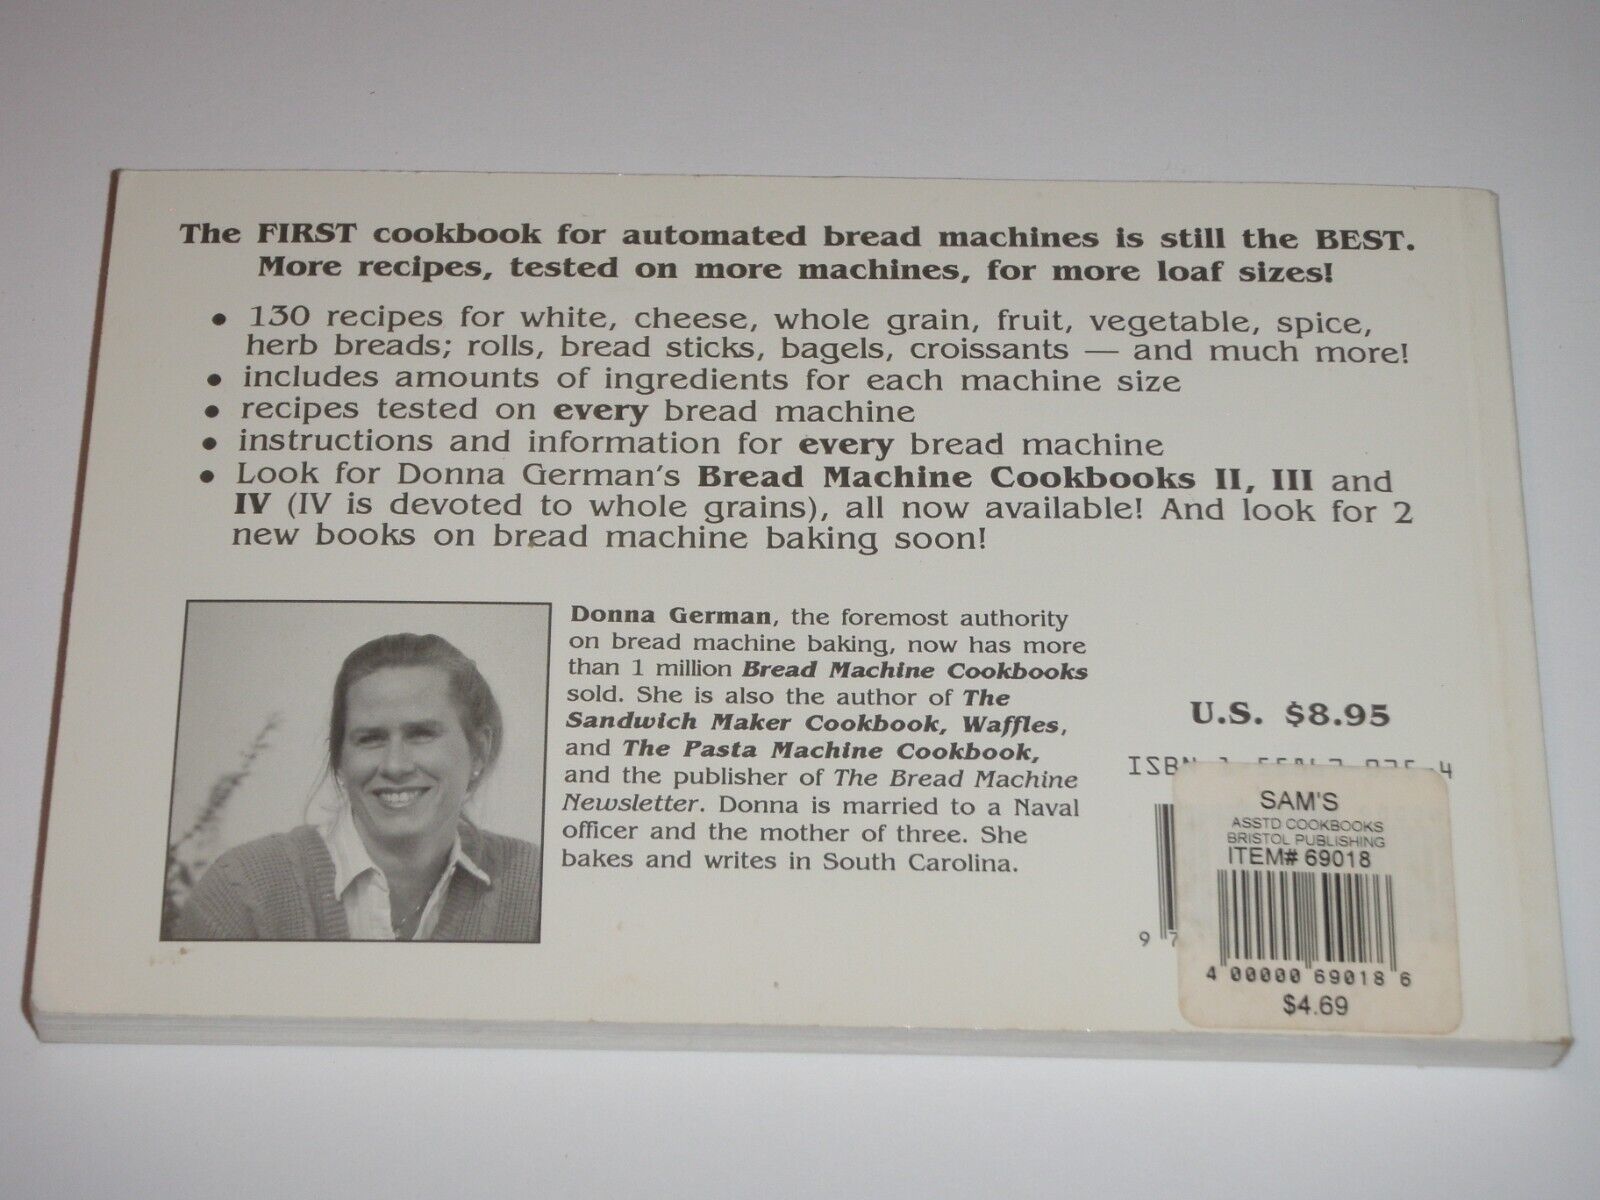 The FIRST cookbook for automated bread machines is still the BEST.
More recipes, tested on more machines, for more loaf sizes!
• 130 recipes for white, cheese, whole grain, fruit, vegetable, spice,
herb breads; rolls, bread sticks, bagels, croissants — and much more!
• includes amounts of ingredients for each machine size
• recipes tested on every bread machine
• instructions and information for every bread machine
• Look for Donna German's Bread Machine Cookbooks II, III and
IV (IV is devoted to whole grains), all now available! And look for 2
new books on bread machine baking soon!
Donna German, the foremost authority
on bread machine baking, now has more
than 1 million Bread Machine Cookbooks
sold. She is also the author of The
Sandwich Maker Cookbook, Waffles,
and The Pasta Machine Cookbook,
and the publisher of The Bread Machine
Newsletter. Donna is married to a Naval
officer and the mother of three. She
bakes and writes in South Carolina.
U.S. $8.95
ISBN
9 7
SAM'S
ASSTD COOKBOOKS
BRISTOL PUBLISHING
ITEM# 69018
4 00000 69018 6
$4.69